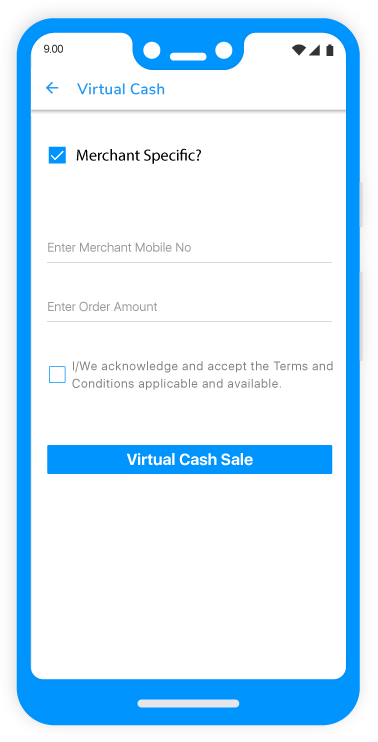 9.00
Virtual Cash
Merchant Specific?
Enter Merchant Mobile No
Enter Order Amount
I/We acknowledge and accept the Terms and
Conditions applicable and available.
Virtual Cash Sale